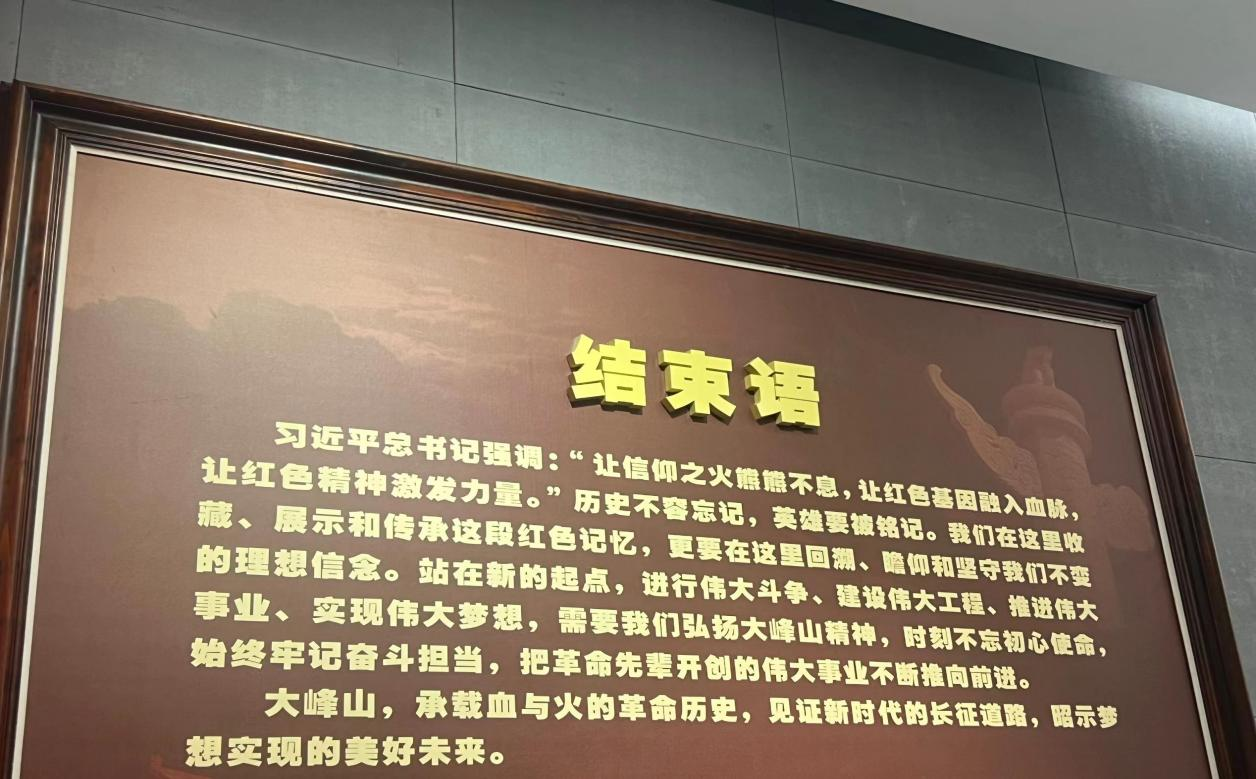 结束语
习近平总书记强调：“让信仰之火熊熊不息，让红色基因融入血脉，
让红色精神激发力量。”历史不容忘记，英雄要被铭记。我们在这里收
藏、展示和传承这段红色记忆，更要在这里回溯、瞻仰和坚守我们不变
的理想信念。站在新的起点，进行伟大斗争、建设伟大工程、推进伟大
事业、实现伟大梦想，需要我们弘扬大峰山精神，时刻不忘初心使命，
始终牢记奋斗担当，把革命先辈开创的伟大事业不断推向前进。
大峰山，承载血与火的革命历史，见证新时代的长征道路，昭示梦
想实现的美好未来。